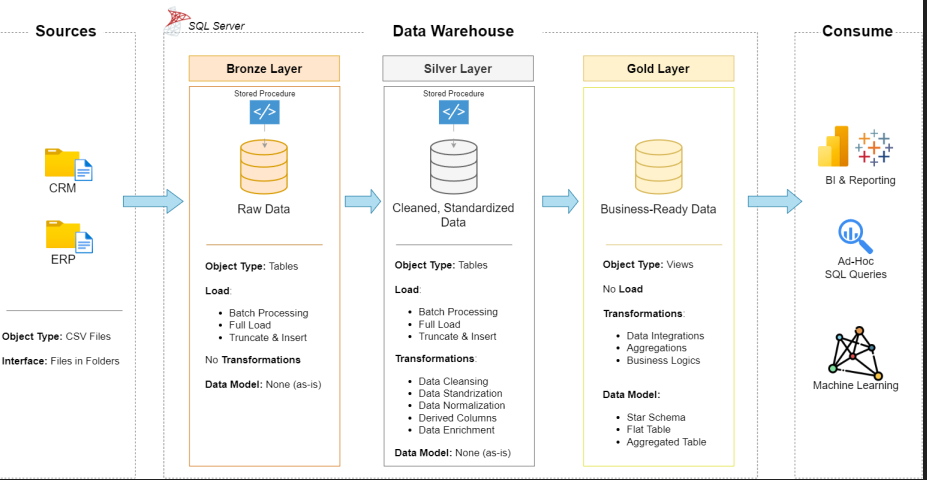 Sources
CRM
ERP
Object Type: CSV Files
Interface: Files in Folders
SQL Server
Data Warehouse
Bronze Layer
Stored Procedure
</>
Raw Data
Object Type: Tables
Load:
• Batch Processing
• Full Load
• Truncate & Insert
No Transformations
Data Model: None (as-is)
Silver Layer
Stored Procedure
</>
Cleaned, Standardized
Data
Object Type: Tables
Load:
• Batch Processing
• Full Load
• Truncate & Insert
Transformations:
• Data Cleansing
• Data Standrization
• Data Normalization
• Derived Columns
• Data Enrichment
Data Model: None (as-is)
Gold Layer
Business-Ready Data
Object Type: Views
No Load
Transformations:
• Data Integrations
• Aggregations
• Business Logics
Data Model:
• Star Schema
• Flat Table
• Aggregated Table
Consume
BI & Reporting
Ad-Hoc
SQL Queries
Machine Learning